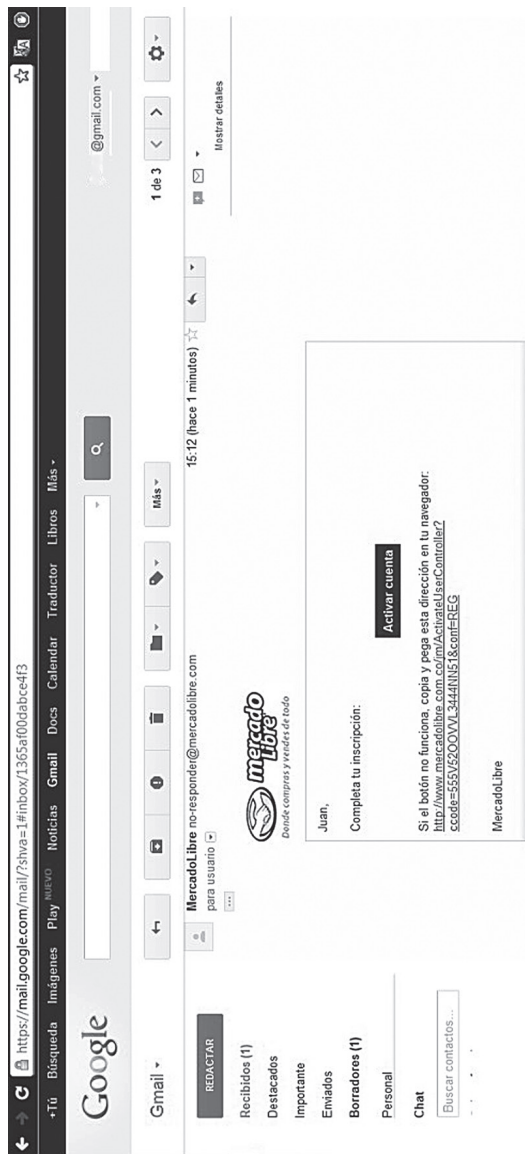 https://mail.google.com/mail/?shva=1#inbox/1365af00dabce4f3
+Tú Búsqueda Imágenes Play NUEVO Noticias Gmail Docs Calendar Traductor Libros Más
Google
@gmail.com
Gmail
Más
1 de 3
REDACTAR
Recibidos (1)
Destacados
Importante
Enviados
Borradores (1)
Personal
Chat
Buscar contactos...
MercadoLibre no-responder@mercadolibre.com
15:12 (hace 1 minutos)
para usuario
Mostrar detalles
mercado
libre
Donde compras y vendes de todo
Juan,
Completa tu inscripción:
Activar cuenta
Si el botón no funciona, copia y pega esta dirección en tu navegador:
http://www.mercadolibre.com.co/jm/ActivateUserController?
ccode=555V52OOVVL3444NN51&conf=REG
MercadoLibre